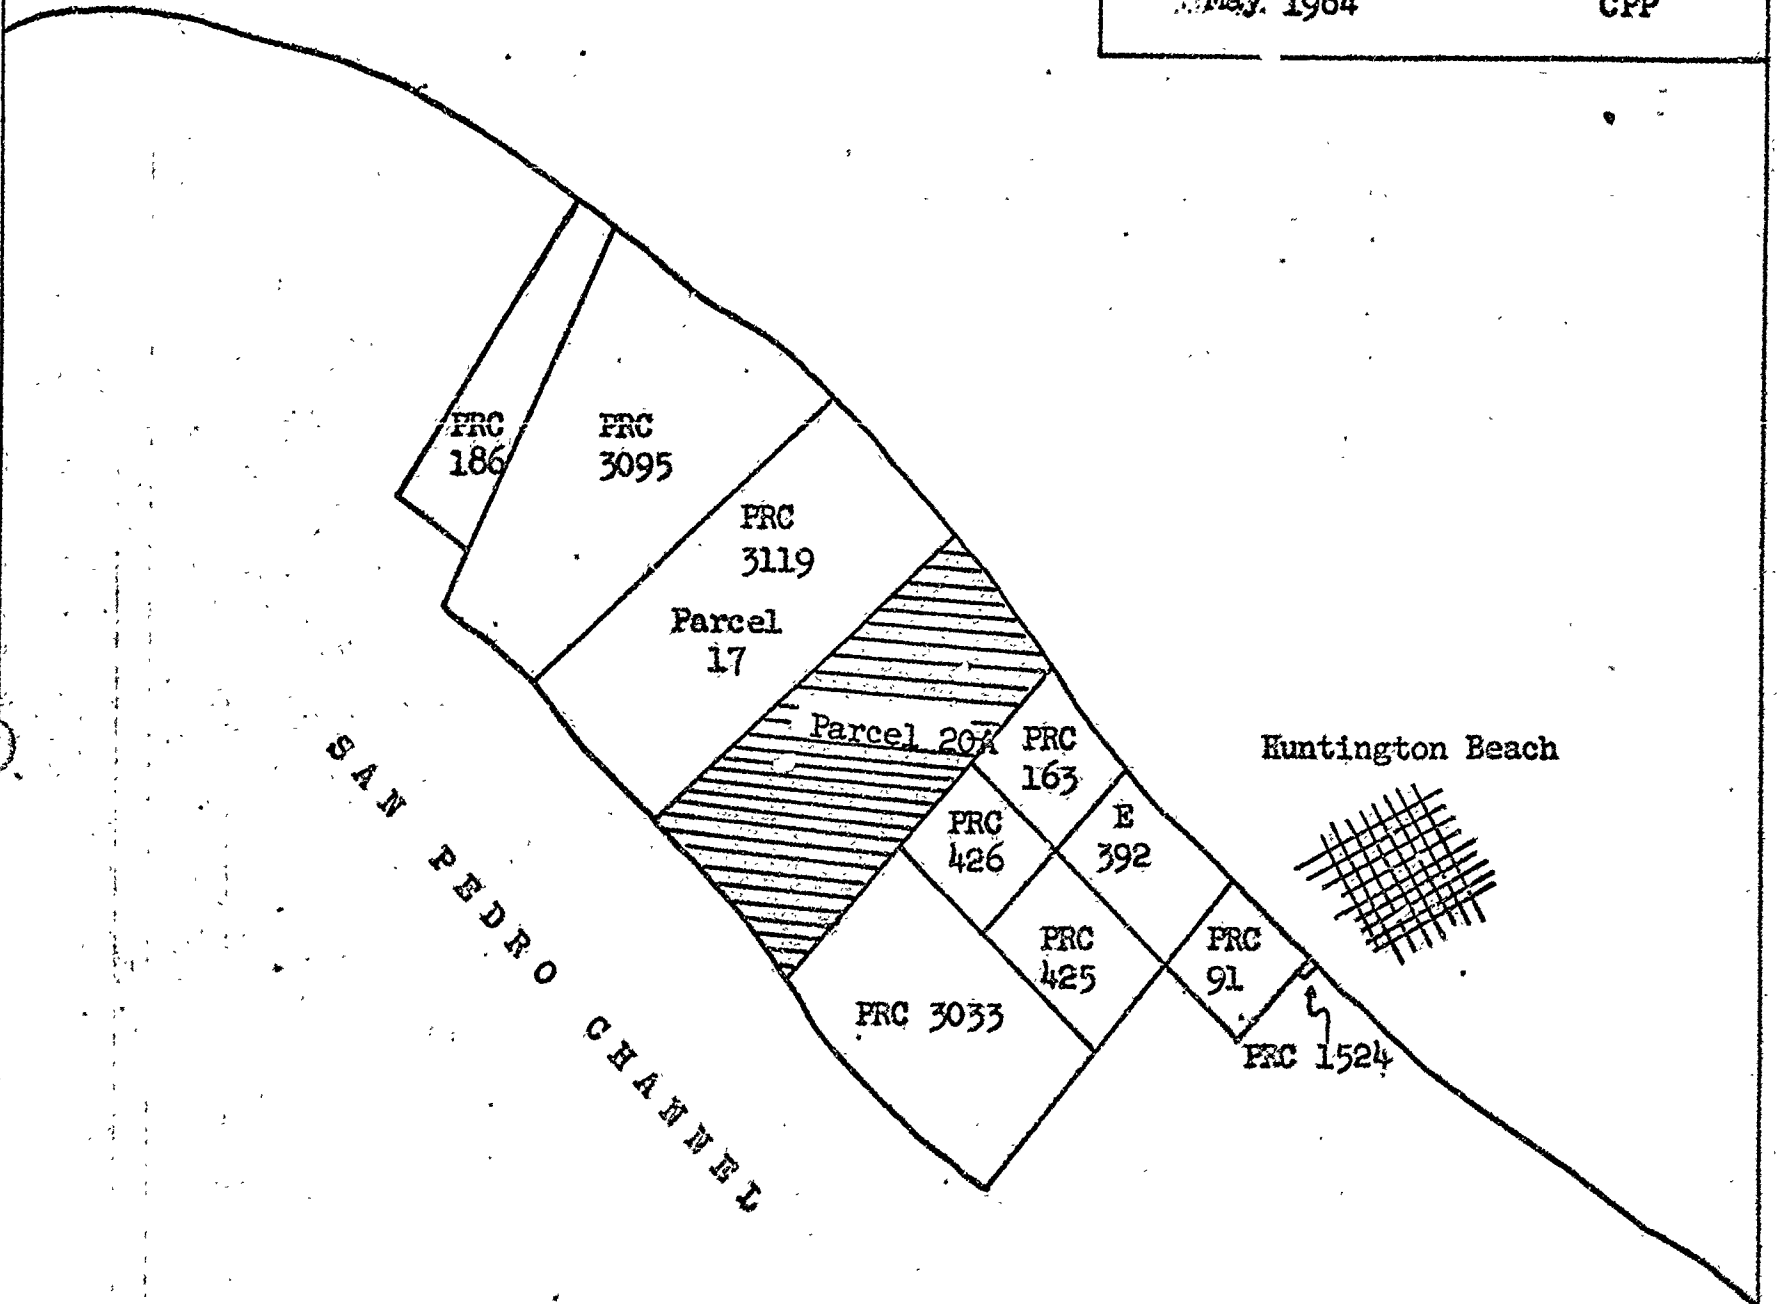 May. 1964
CPP
PRC
186
PRC
3095
PRC
3119
Parcel
17
Parcel 20A
PRC
163
Huntington Beach
PRC
426
E
392
PRC
425
PRC
91
PRC 3033
PRC 1524
SAN PEDRO CHANNEL